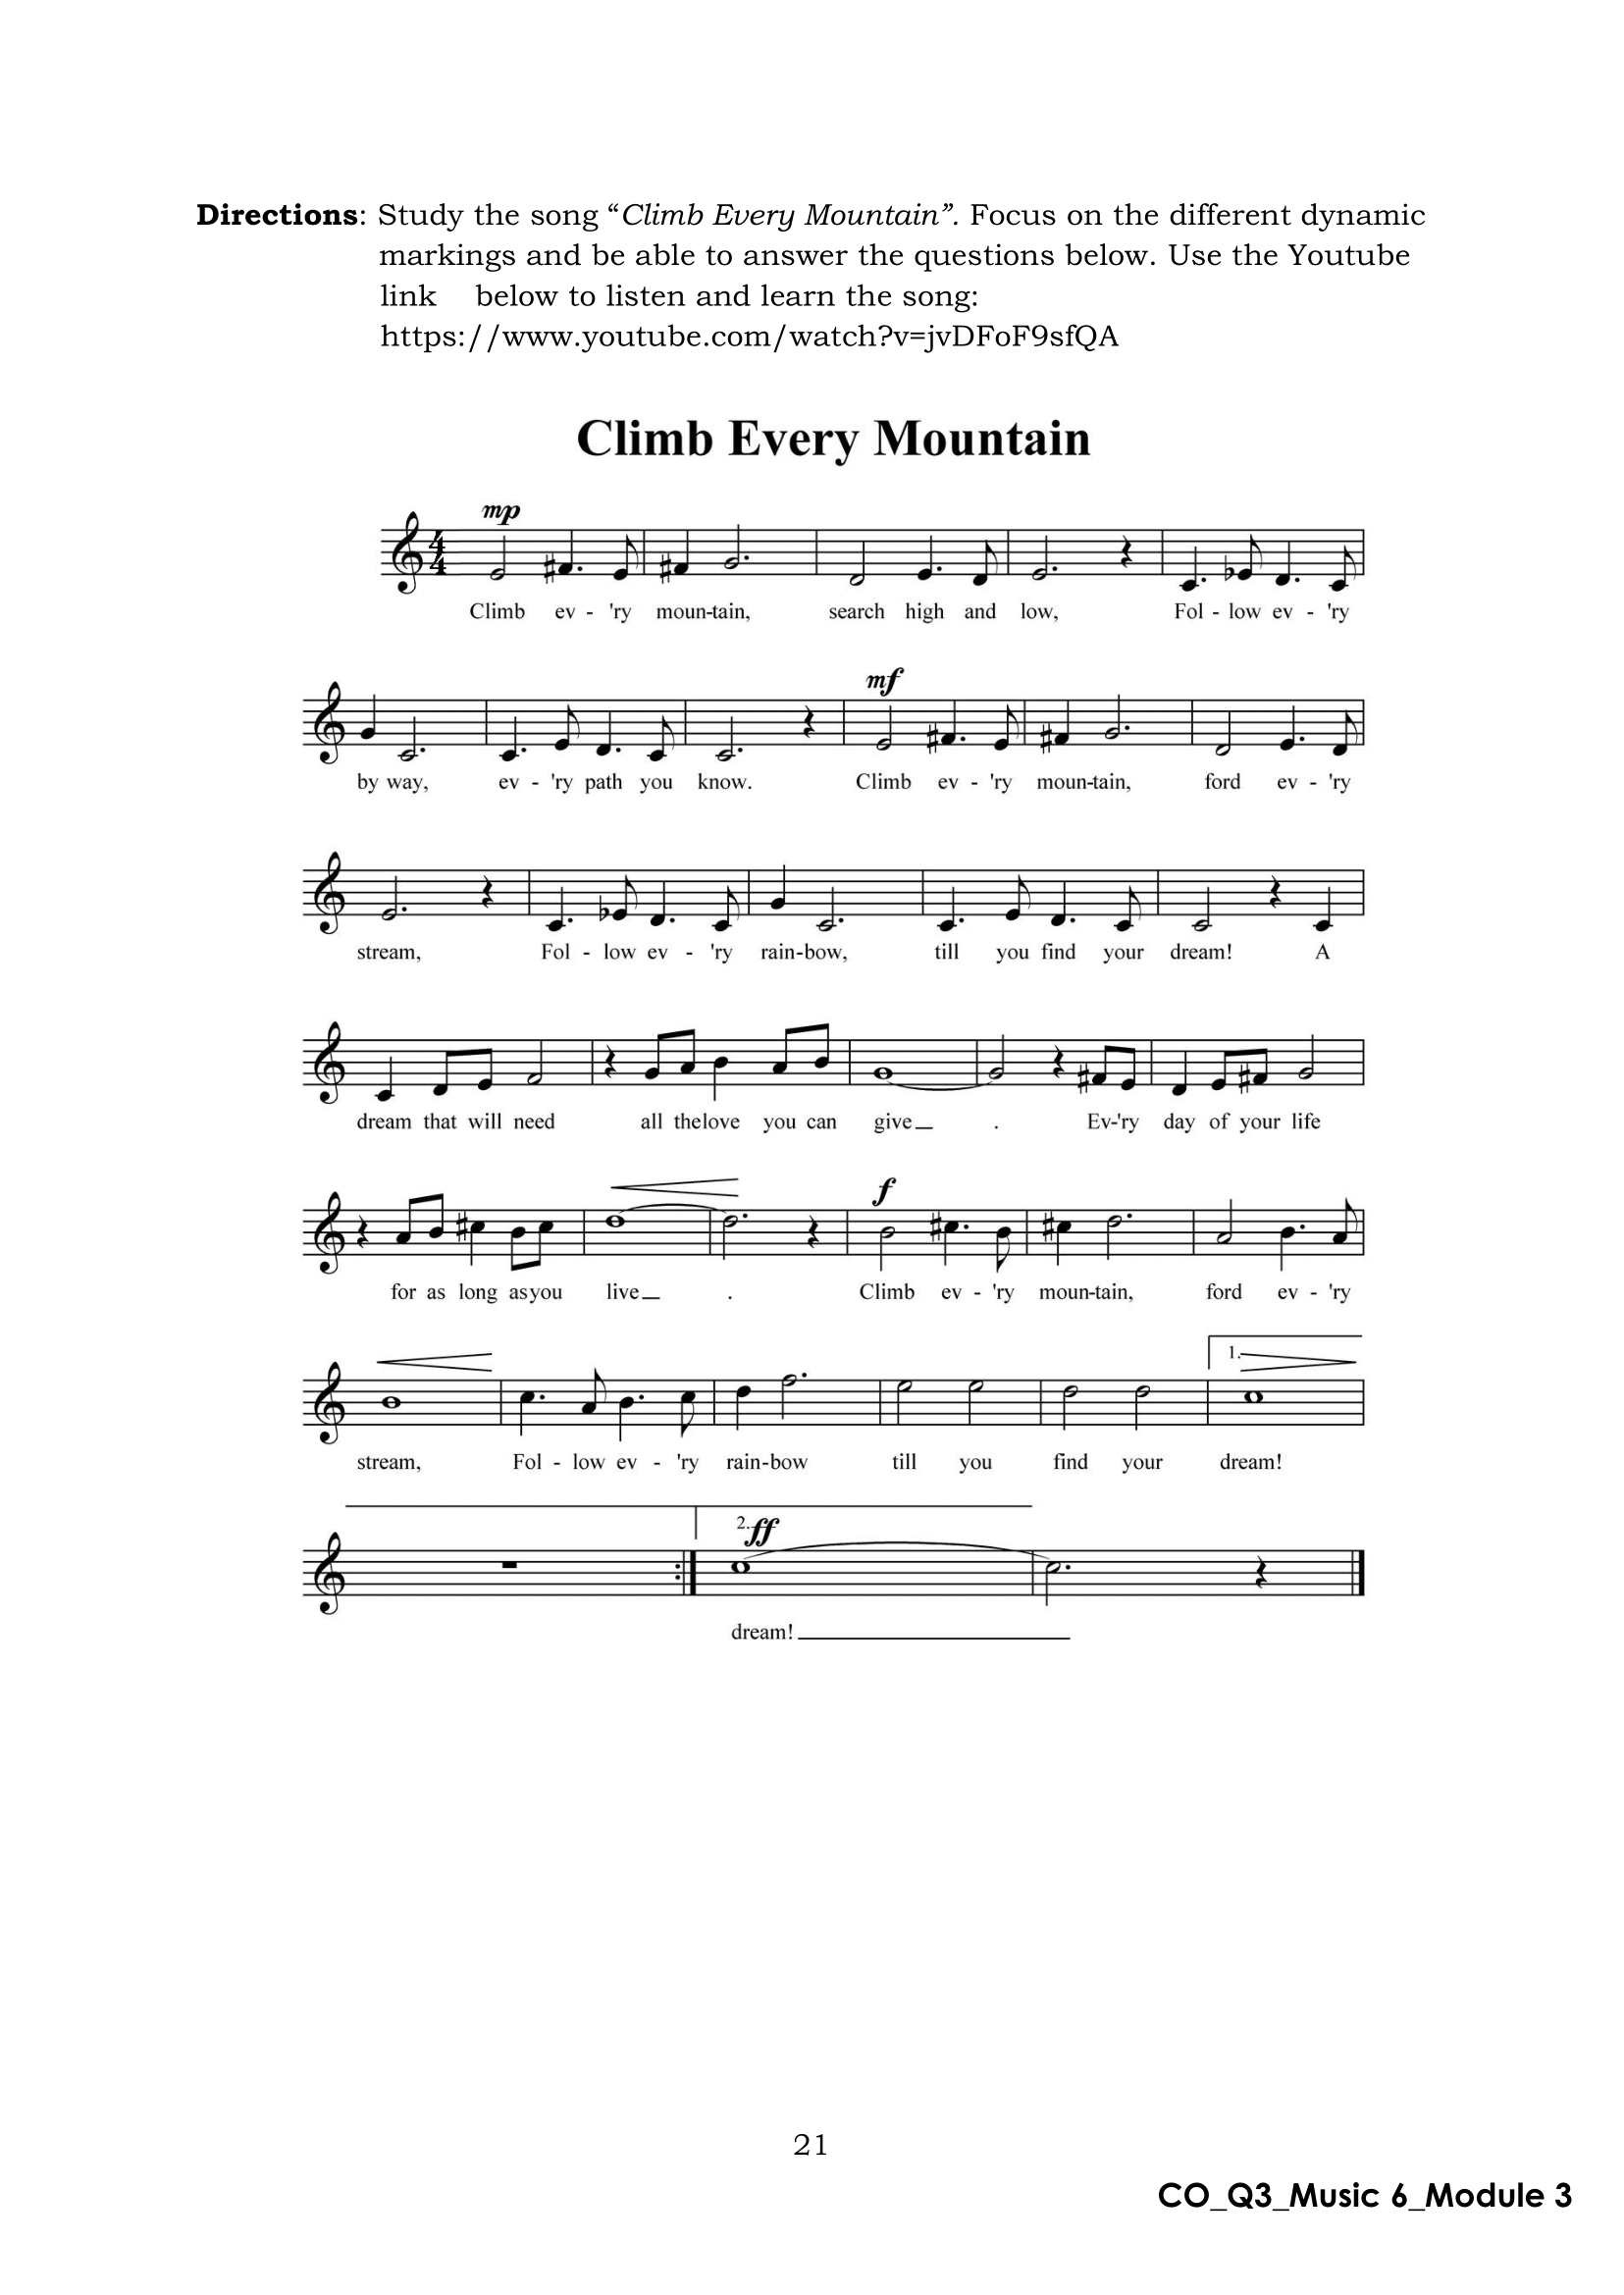 Directions: Study the song “Climb Every Mountain”. Focus on the different dynamic
markings and be able to answer the questions below. Use the Youtube
link    below to listen and learn the song:
https://www.youtube.com/watch?v=jvDFoF9sfQA
Climb Every Mountain
mp
4
4
Climb ev - 'ry moun-tain, search high and low, Fol - low ev - 'ry
mf
by way, ev - 'ry path you know. Climb ev - 'ry moun-tain, ford ev - 'ry
stream, Fol - low ev - 'ry rain-bow, till you find your dream! A
dream that will need all thelove you can give_ . Ev-'ry day of your life
f
for as long asyou live_ . Climb ev - 'ry moun-tain, ford ev - 'ry
1.
stream, Fol - low ev - 'ry rain-bow till you find your dream!
2. ff
dream!_
21
CO_Q3_Music 6_Module 3